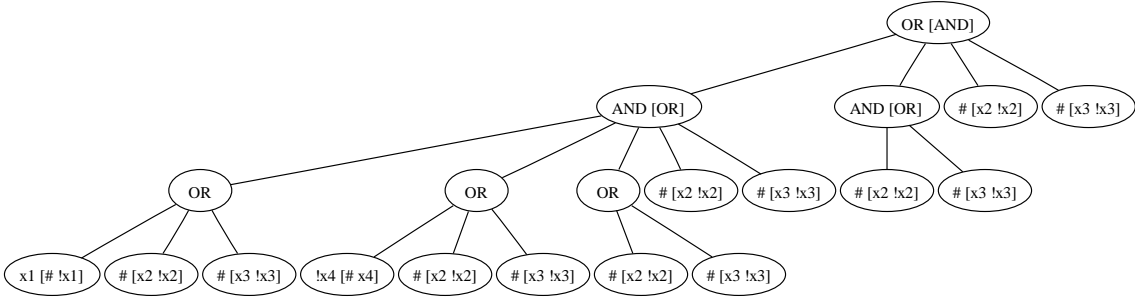 OR [AND]
AND [OR]
AND [OR]
# [x2 !x2]
# [x3 !x3]
OR
OR
OR
# [x2 !x2]
# [x3 !x3]
# [x2 !x2]
# [x3 !x3]
x1 [# !x1]
# [x2 !x2]
# [x3 !x3]
!x4 [# x4]
# [x2 !x2]
# [x3 !x3]
# [x2 !x2]
# [x3 !x3]